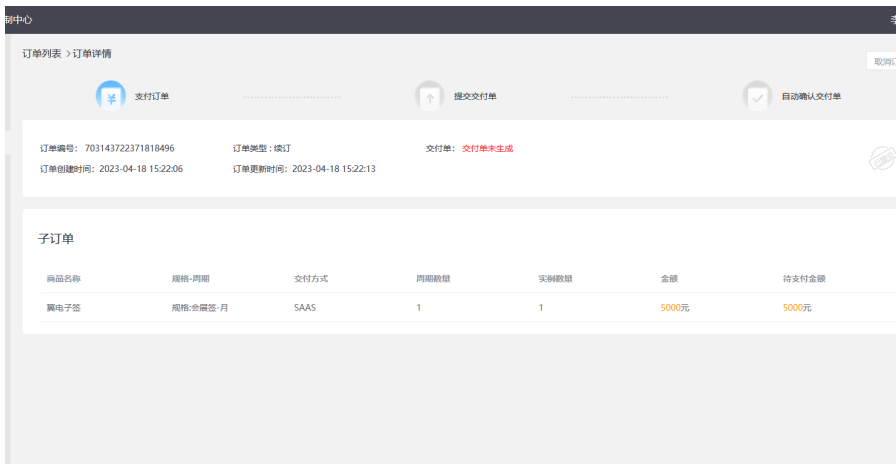 制中心
李
订单列表 >订单详情
取消订
支付订单
提交交付单
自动确认交付单
订单编号: 703143722371818496 订单类型 : 续订 交付单: 交付单未生成
订单创建时间: 2023-04-18 15:22:06 订单更新时间: 2023-04-18 15:22:13
子订单
商品名称 规格-周期 交付方式 周期数量 实例数量 金额 待支付金额
翼电子签 规格:会展签-月 SAAS 1 1 5000元 5000元